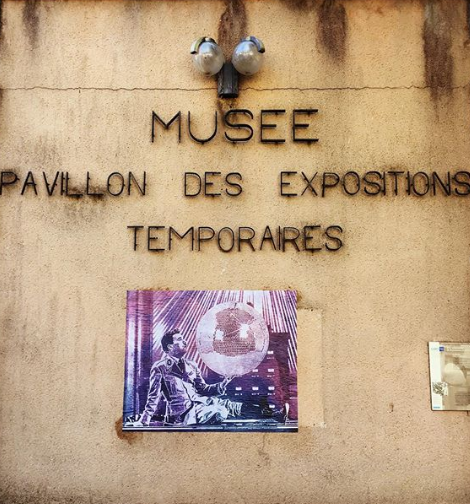 MUSEE
PAVILLON DES EXPOSITIONS
TEMPORAIRES